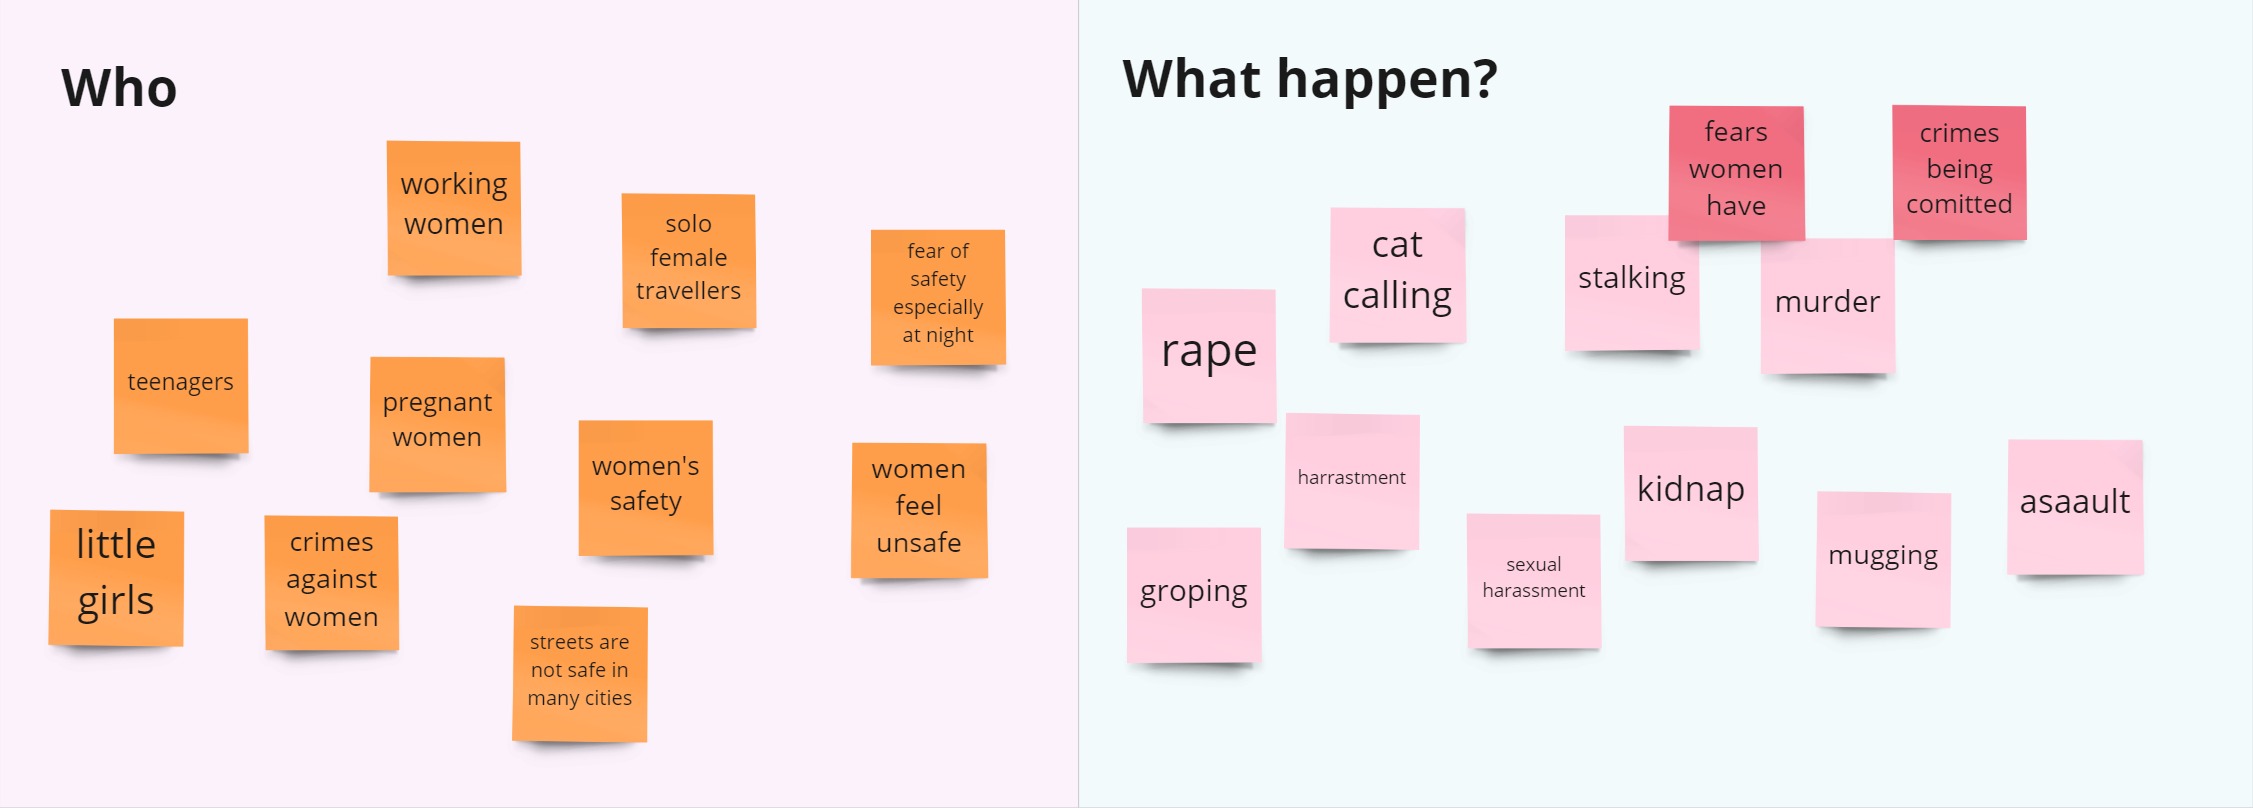 Who
working
women
solo
female
travellers
fear of
safety
especially
at night
teenagers
pregnant
women
women's
safety
women
feel
unsafe
little
girls
crimes
against
women
streets are
not safe in
many cities
What happen?
fears
women
have
crimes
being
comitted
cat
calling
stalking
murder
rape
harrastment
kidnap
asaault
groping
sexual
harassment
mugging